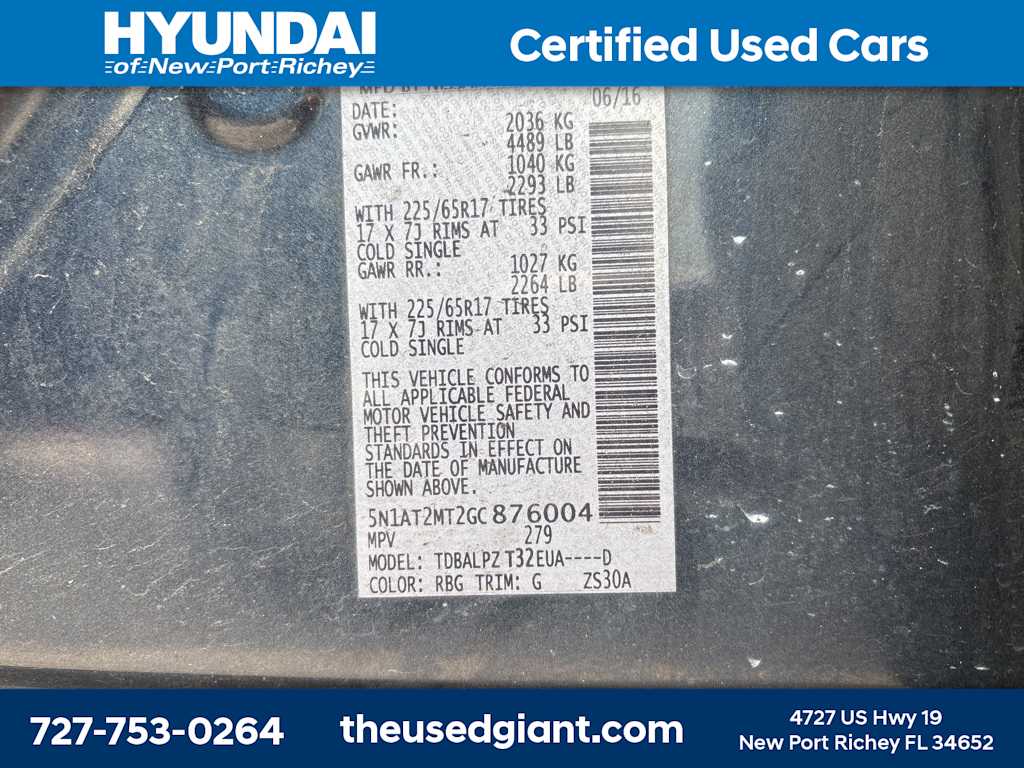 HYUNDAI
of New Port Richey
Certified Used Cars
MFD BY
DATE: 06/16
GVWR: 2036 KG
4489 LB
GAWR FR.: 1040 KG
2293 LB
WITH 225/65R17 TIRES
17 X 7J RIMS AT 33 PSI
COLD SINGLE
GAWR RR.: 1027 KG
2264 LB
WITH 225/65R17 TIRES
17 X 7J RIMS AT 33 PSI
COLD SINGLE
THIS VEHICLE CONFORMS TO
ALL APPLICABLE FEDERAL
MOTOR VEHICLE SAFETY AND
THEFT PREVENTION
STANDARDS IN EFFECT ON
THE DATE OF MANUFACTURE
SHOWN ABOVE.
5N1AT2MT2GC876004
MPV 279
MODEL: TDBALPZ T32EUA----D
COLOR: RBG TRIM: G ZS30A
727-753-0264
theusedgiant.com
4727 US Hwy 19
New Port Richey FL 34652